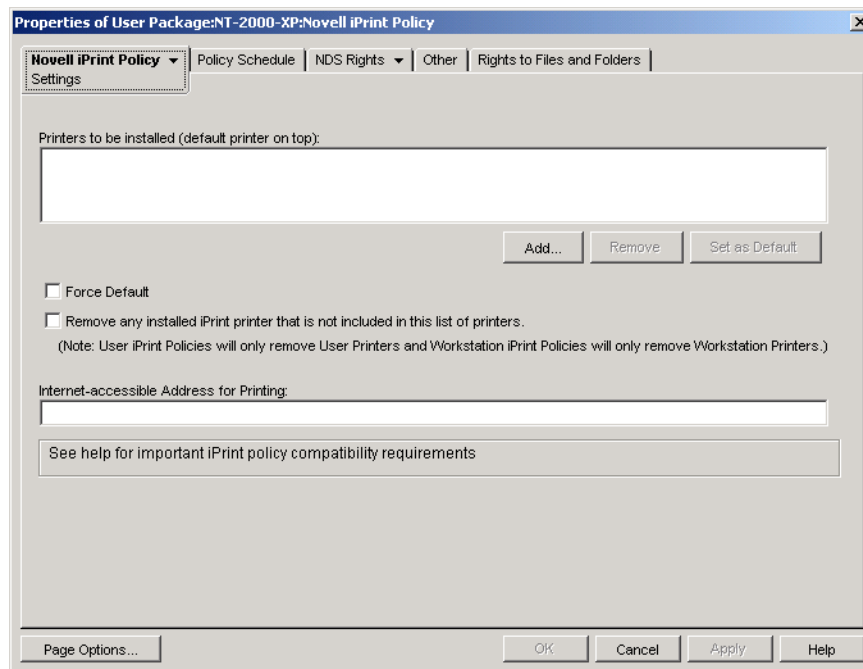 Properties of User Package:NT-2000-XP:Novell iPrint Policy
Novell iPrint Policy Policy Schedule NDS Rights Other Rights to Files and Folders
Settings
Printers to be installed (default printer on top):
Add... Remove Set as Default
Force Default
Remove any installed iPrint printer that is not included in this list of printers.
(Note: User iPrint Policies will only remove User Printers and Workstation iPrint Policies will only remove Workstation Printers.)
Internet-accessible Address for Printing:
See help for important iPrint policy compatibility requirements
Page Options... OK Cancel Apply Help